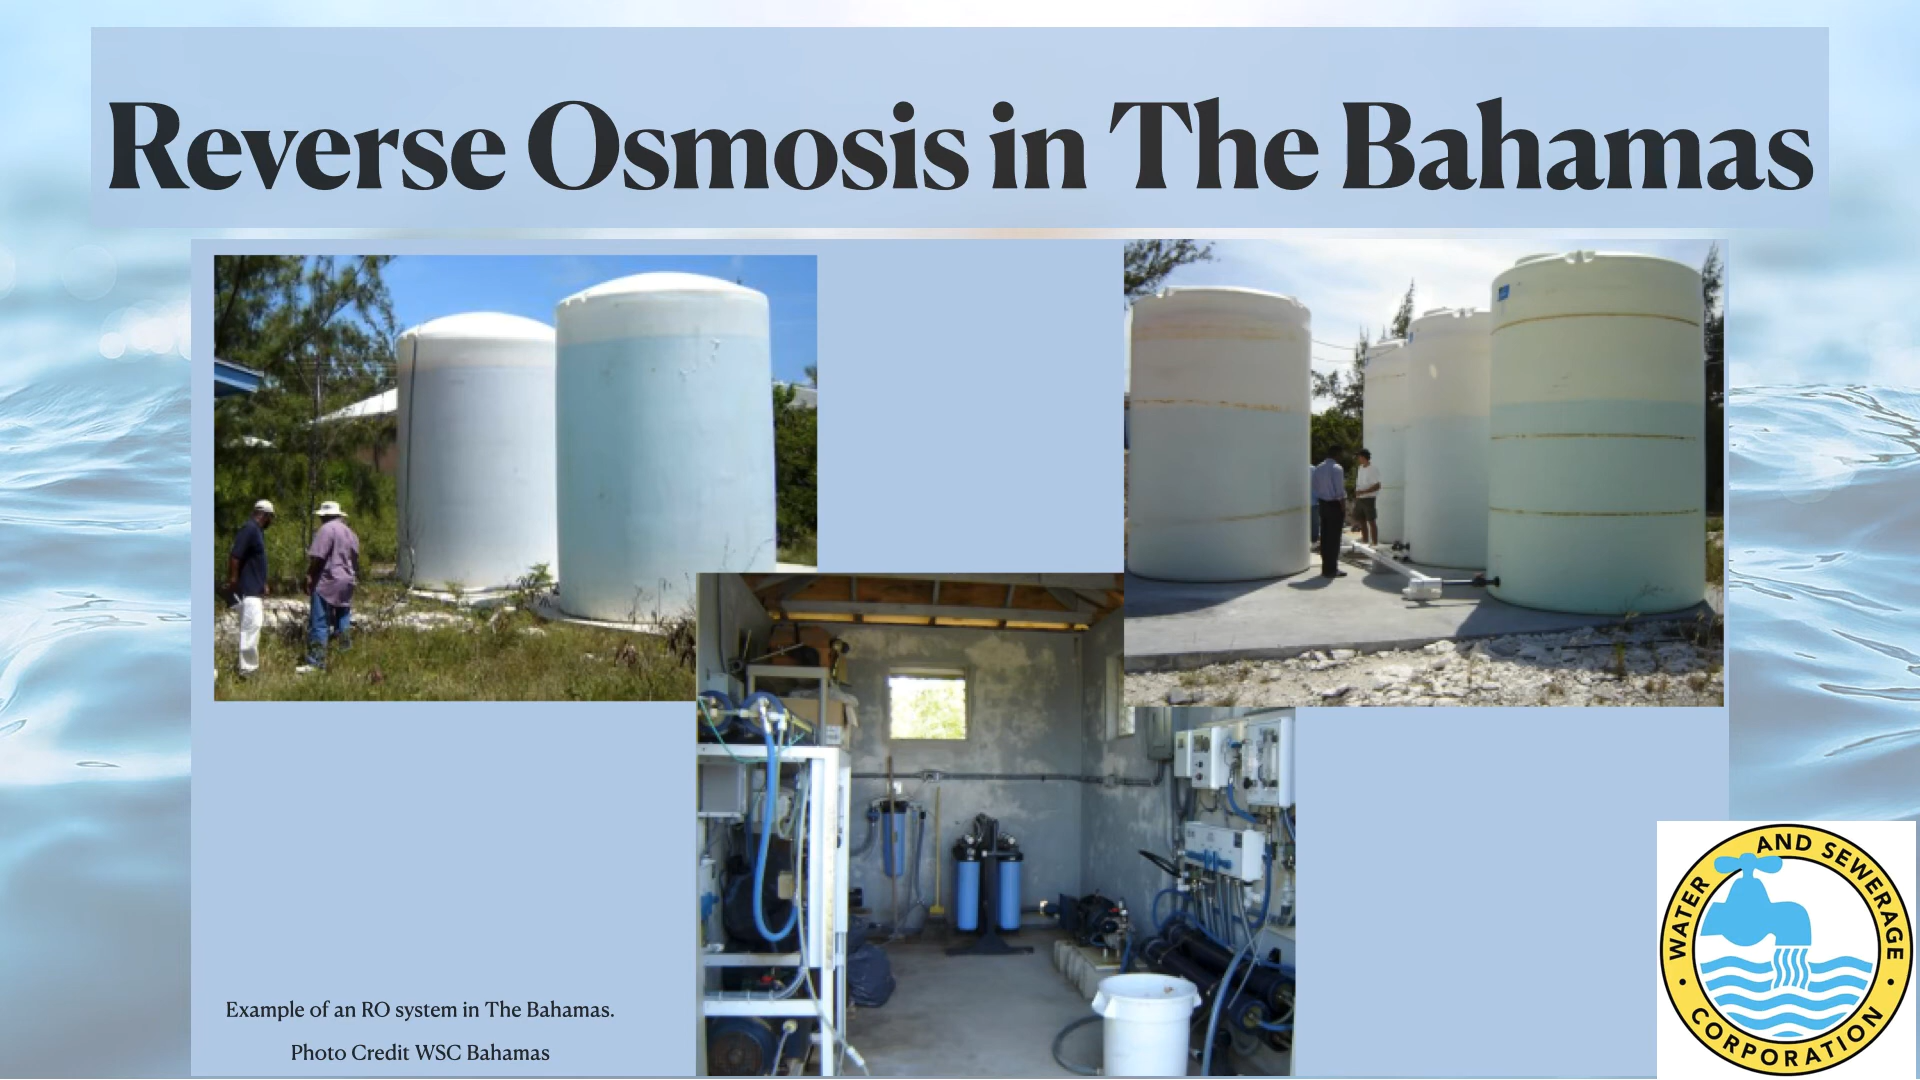 Reverse Osmosis in The Bahamas
Example of an RO system in The Bahamas.
Photo Credit WSC Bahamas
WATER AND SEWERAGE
• CORPORATION •